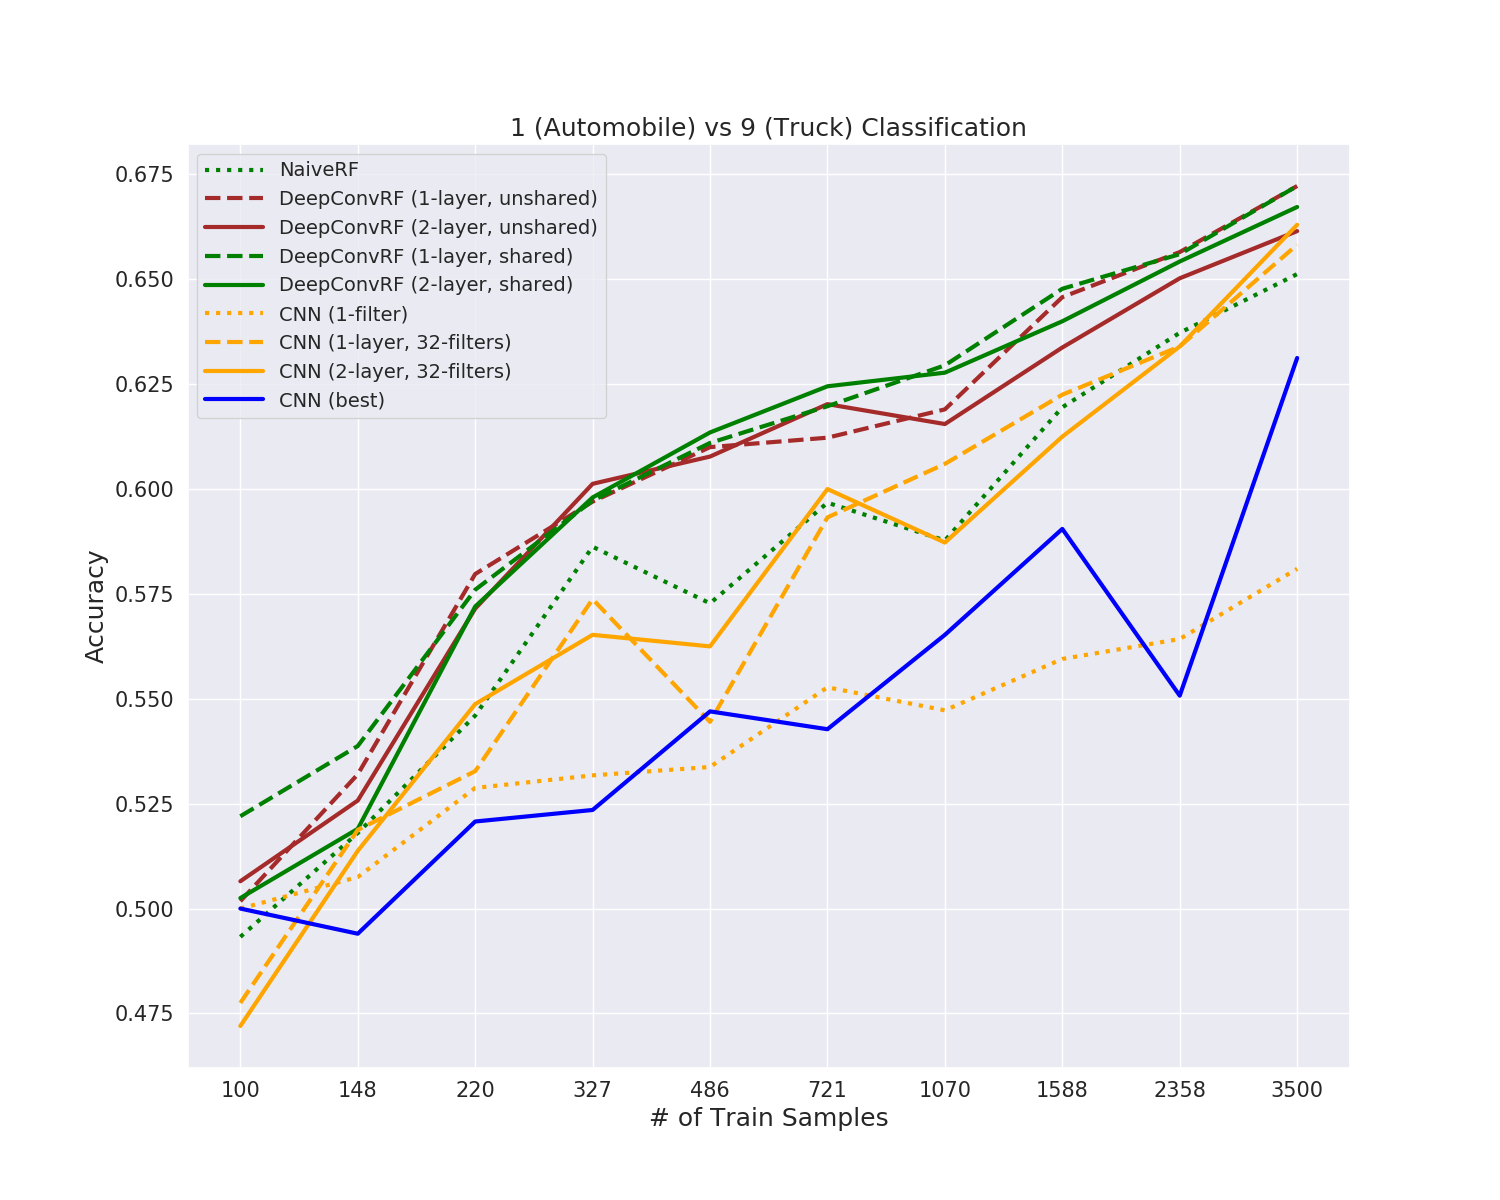 1 (Automobile) vs 9 (Truck) Classification
NaiveRF
DeepConvRF (1-layer, unshared)
DeepConvRF (2-layer, unshared)
DeepConvRF (1-layer, shared)
DeepConvRF (2-layer, shared)
CNN (1-filter)
CNN (1-layer, 32-filters)
CNN (2-layer, 32-filters)
CNN (best)
Accuracy
0.675
0.650
0.625
0.600
0.575
0.550
0.525
0.500
0.475
100 148 220 327 486 721 1070 1588 2358 3500
# of Train Samples